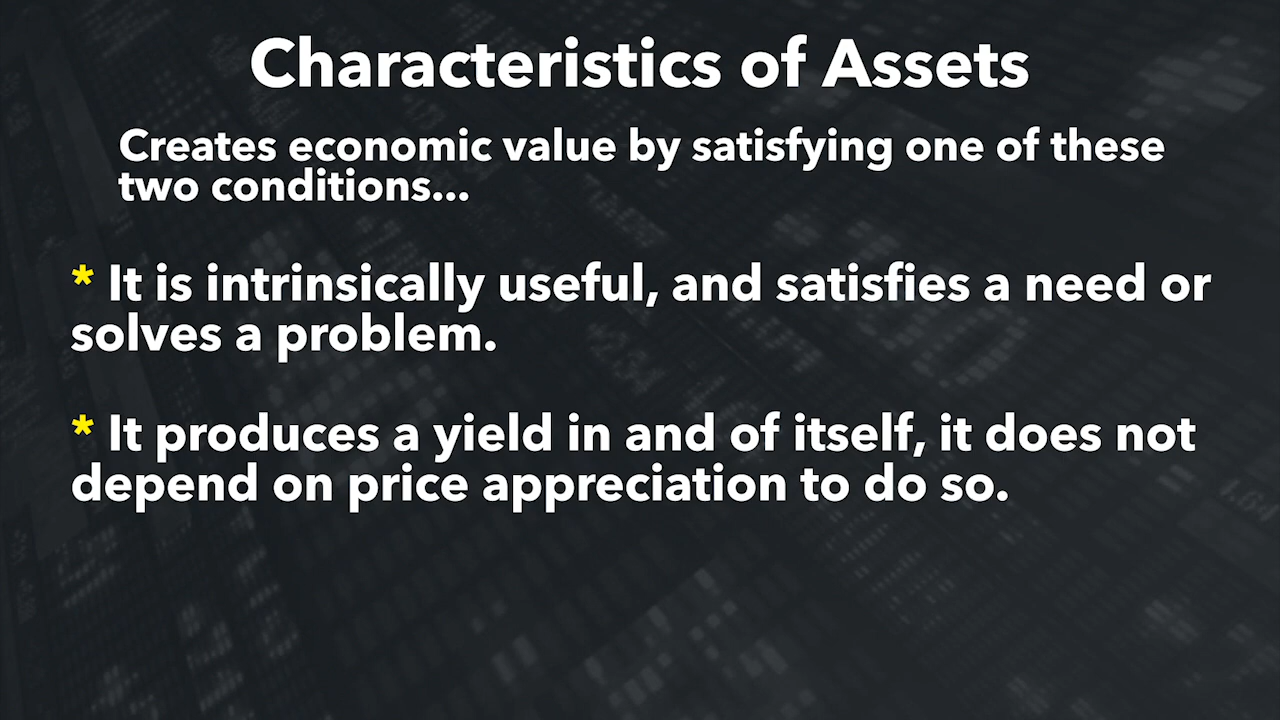 Characteristics of Assets
Creates economic value by satisfying one of these
two conditions...
* It is intrinsically useful, and satisfies a need or
solves a problem.
* It produces a yield in and of itself, it does not
depend on price appreciation to do so.